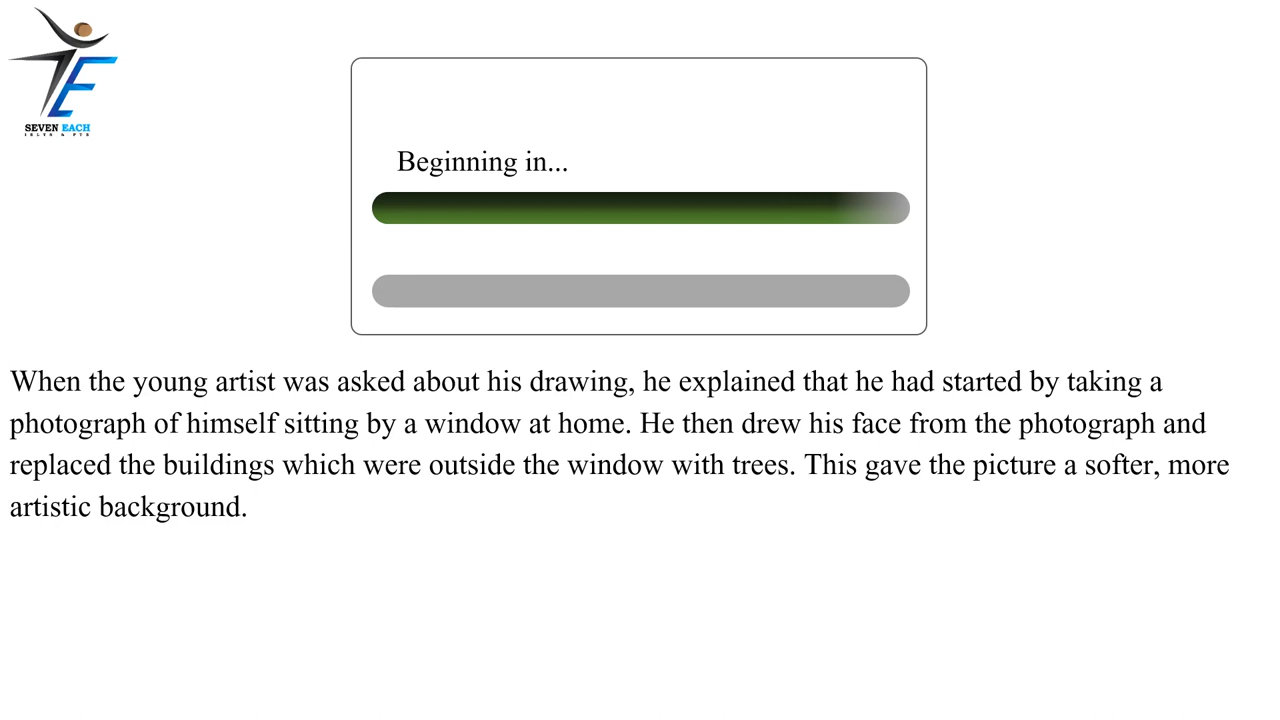 SEVEN EACH
IELTS & PTE
Beginning in...
When the young artist was asked about his drawing, he explained that he had started by taking a
photograph of himself sitting by a window at home. He then drew his face from the photograph and
replaced the buildings which were outside the window with trees. This gave the picture a softer, more
artistic background.